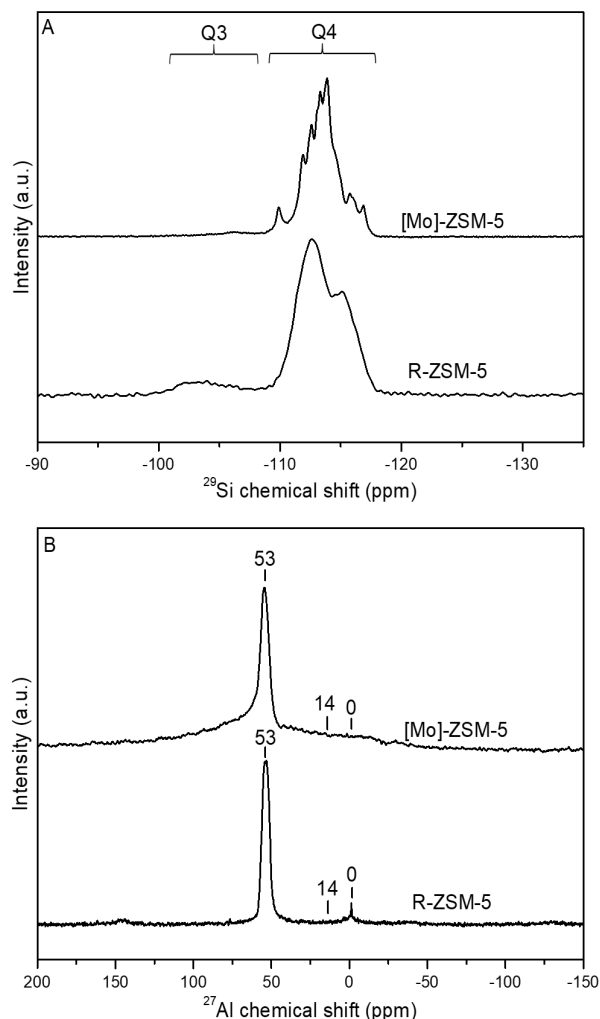 A
Q3
Q4
[Mo]-ZSM-5
R-ZSM-5
Intensity (a.u.)
-90
-100
-110
-120
-130
29Si chemical shift (ppm)
B
53
14
0
[Mo]-ZSM-5
53
14
0
R-ZSM-5
Intensity (a.u.)
200
150
100
50
0
-50
-100
-150
27Al chemical shift (ppm)